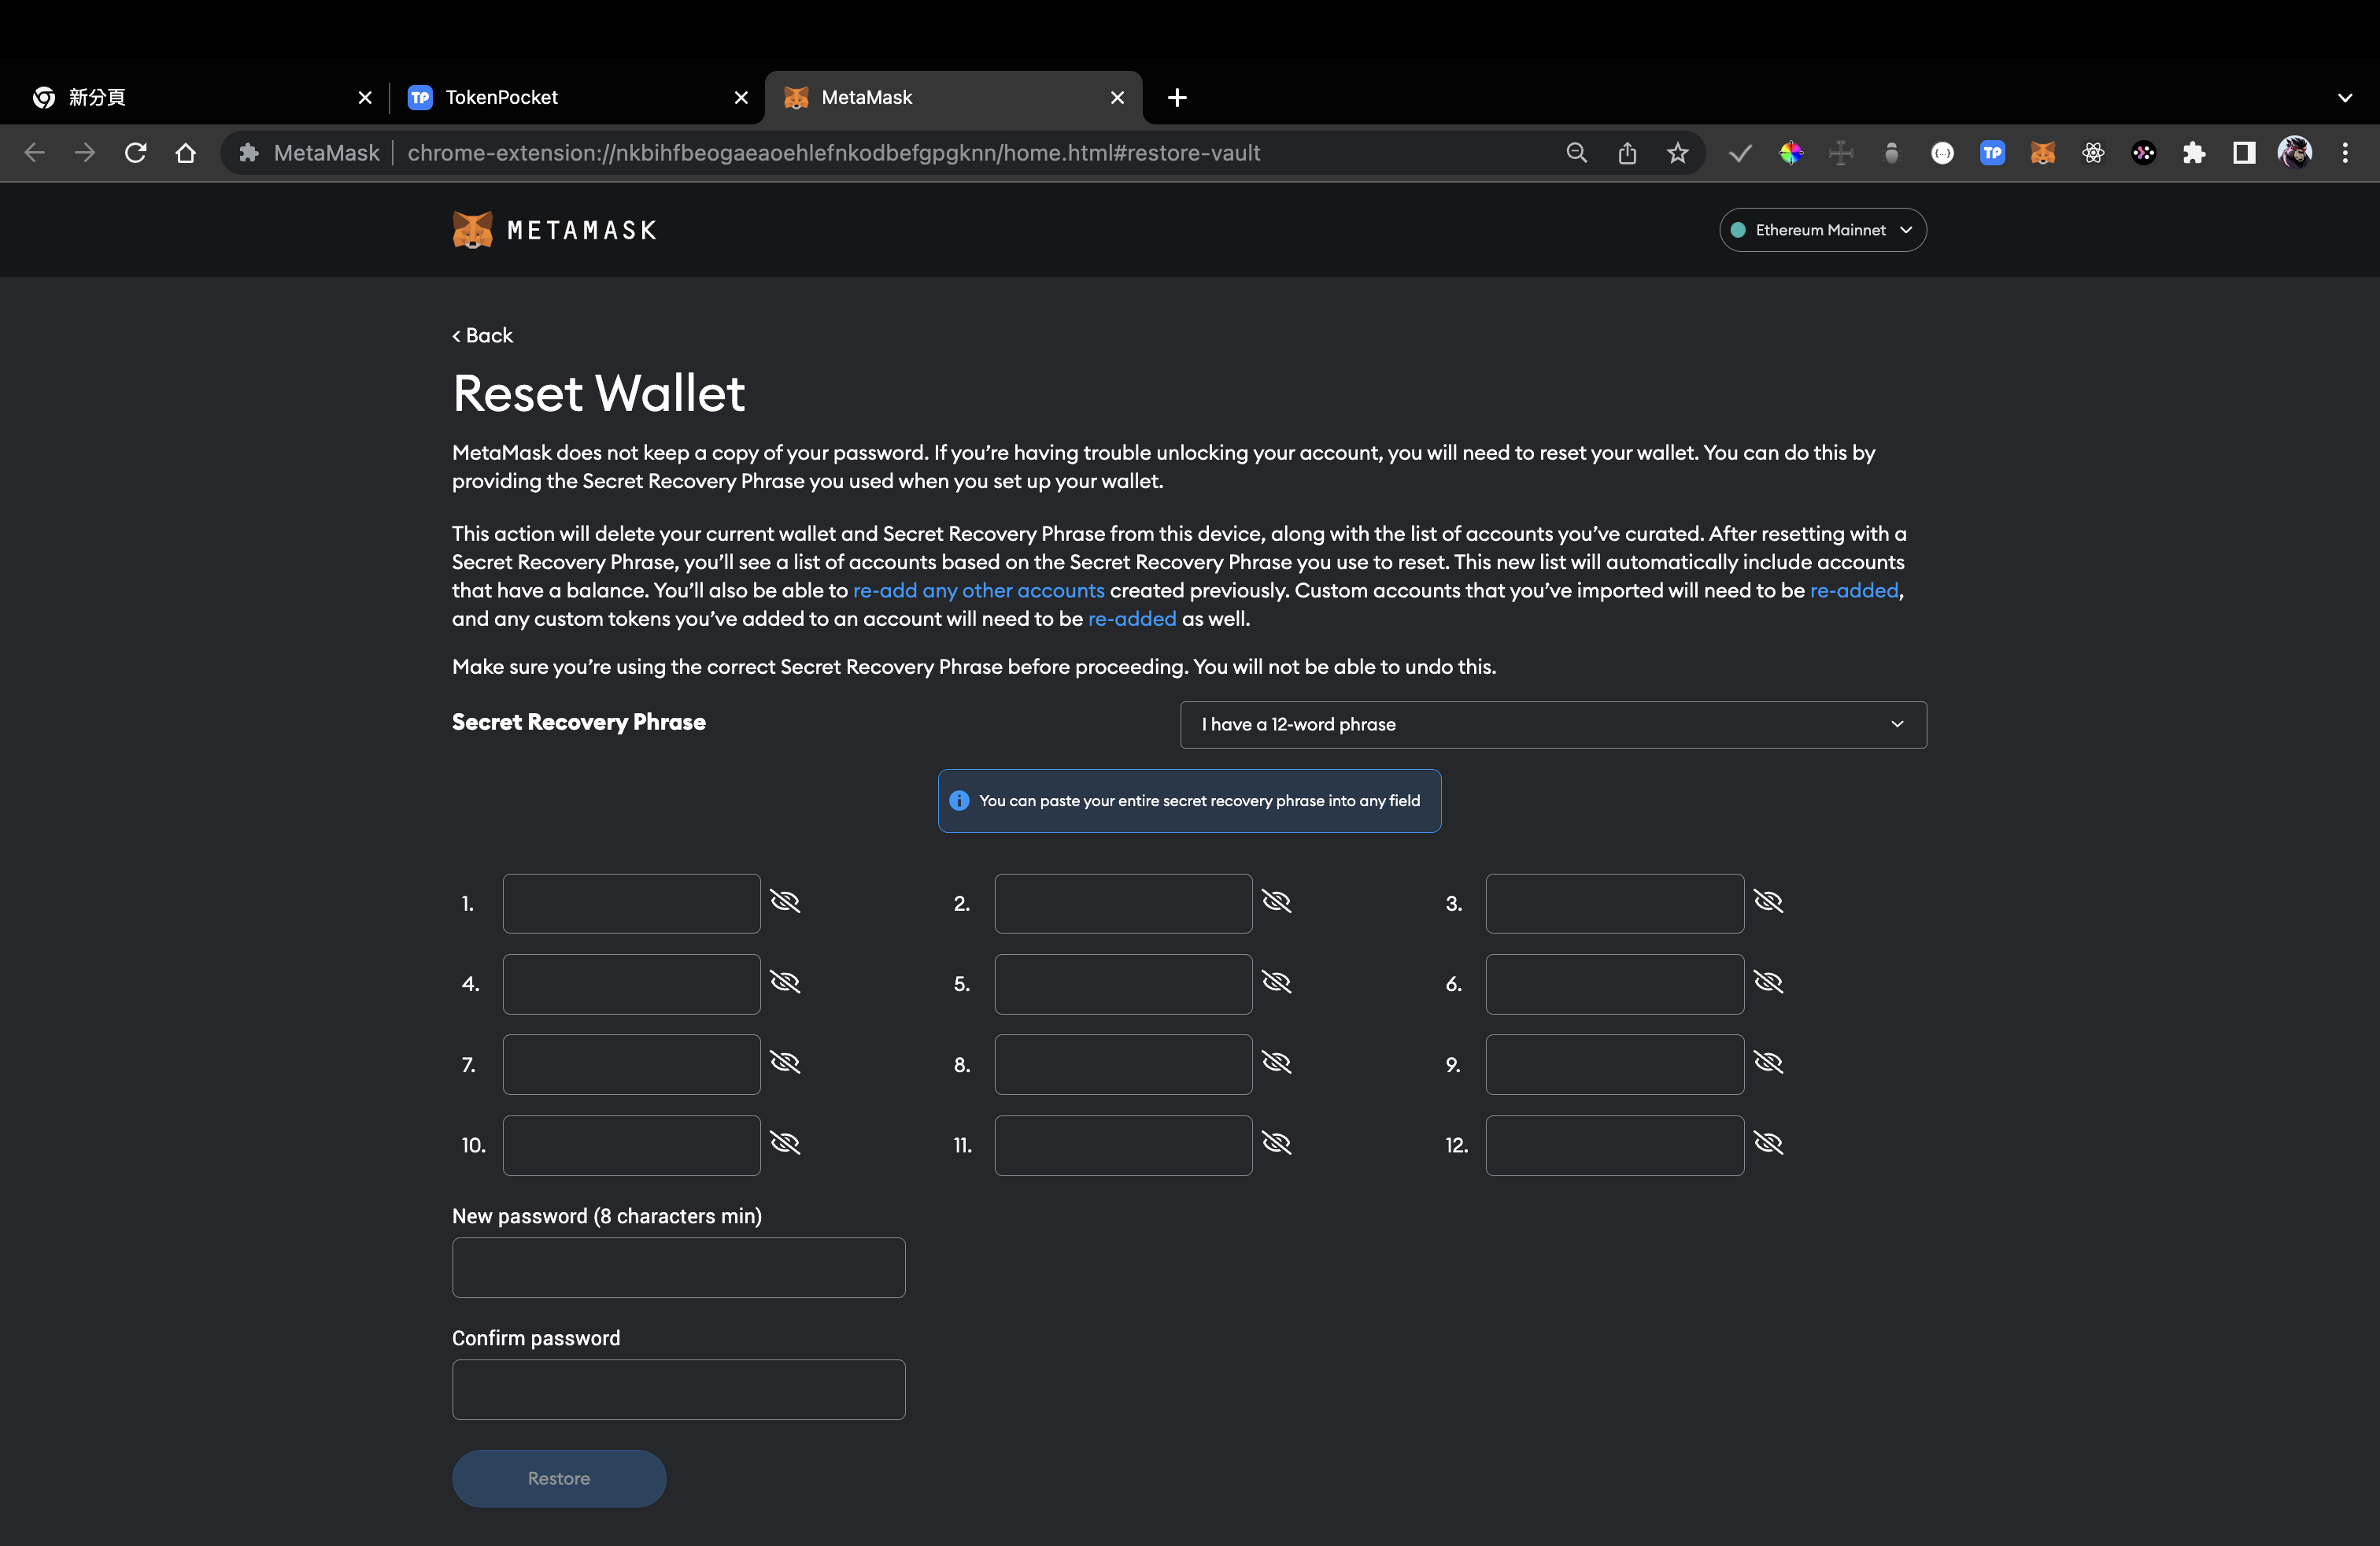 新分頁
TP TokenPocket
MetaMask
MetaMask chrome-extension://nkbihfbeogaeaoehlefnkodbefgpgknn/home.html#restore-vault
TP
METAMASK
Ethereum Mainnet
< Back
Reset Wallet
MetaMask does not keep a copy of your password. If you’re having trouble unlocking your account, you will need to reset your wallet. You can do this by
providing the Secret Recovery Phrase you used when you set up your wallet.
This action will delete your current wallet and Secret Recovery Phrase from this device, along with the list of accounts you’ve curated. After resetting with a
Secret Recovery Phrase, you’ll see a list of accounts based on the Secret Recovery Phrase you use to reset. This new list will automatically include accounts
that have a balance. You’ll also be able to re-add any other accounts created previously. Custom accounts that you’ve imported will need to be re-added,
and any custom tokens you’ve added to an account will need to be re-added as well.
Make sure you’re using the correct Secret Recovery Phrase before proceeding. You will not be able to undo this.
Secret Recovery Phrase
I have a 12-word phrase
You can paste your entire secret recovery phrase into any field
1.
2.
3.
4.
5.
6.
7.
8.
9.
10.
11.
12.
New password (8 characters min)
Confirm password
Restore